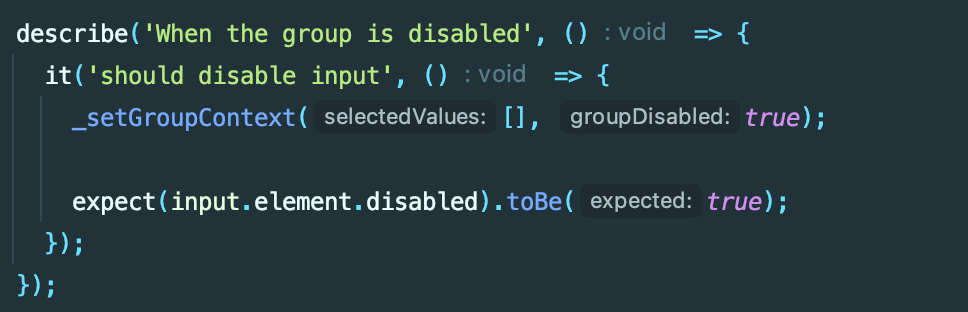 describe('When the group is disabled', () : void => {
it('should disable input', () : void => {
_setGroupContext( selectedValues: [], groupDisabled: true);
expect(input.element.disabled).toBe( expected: true);
});
});